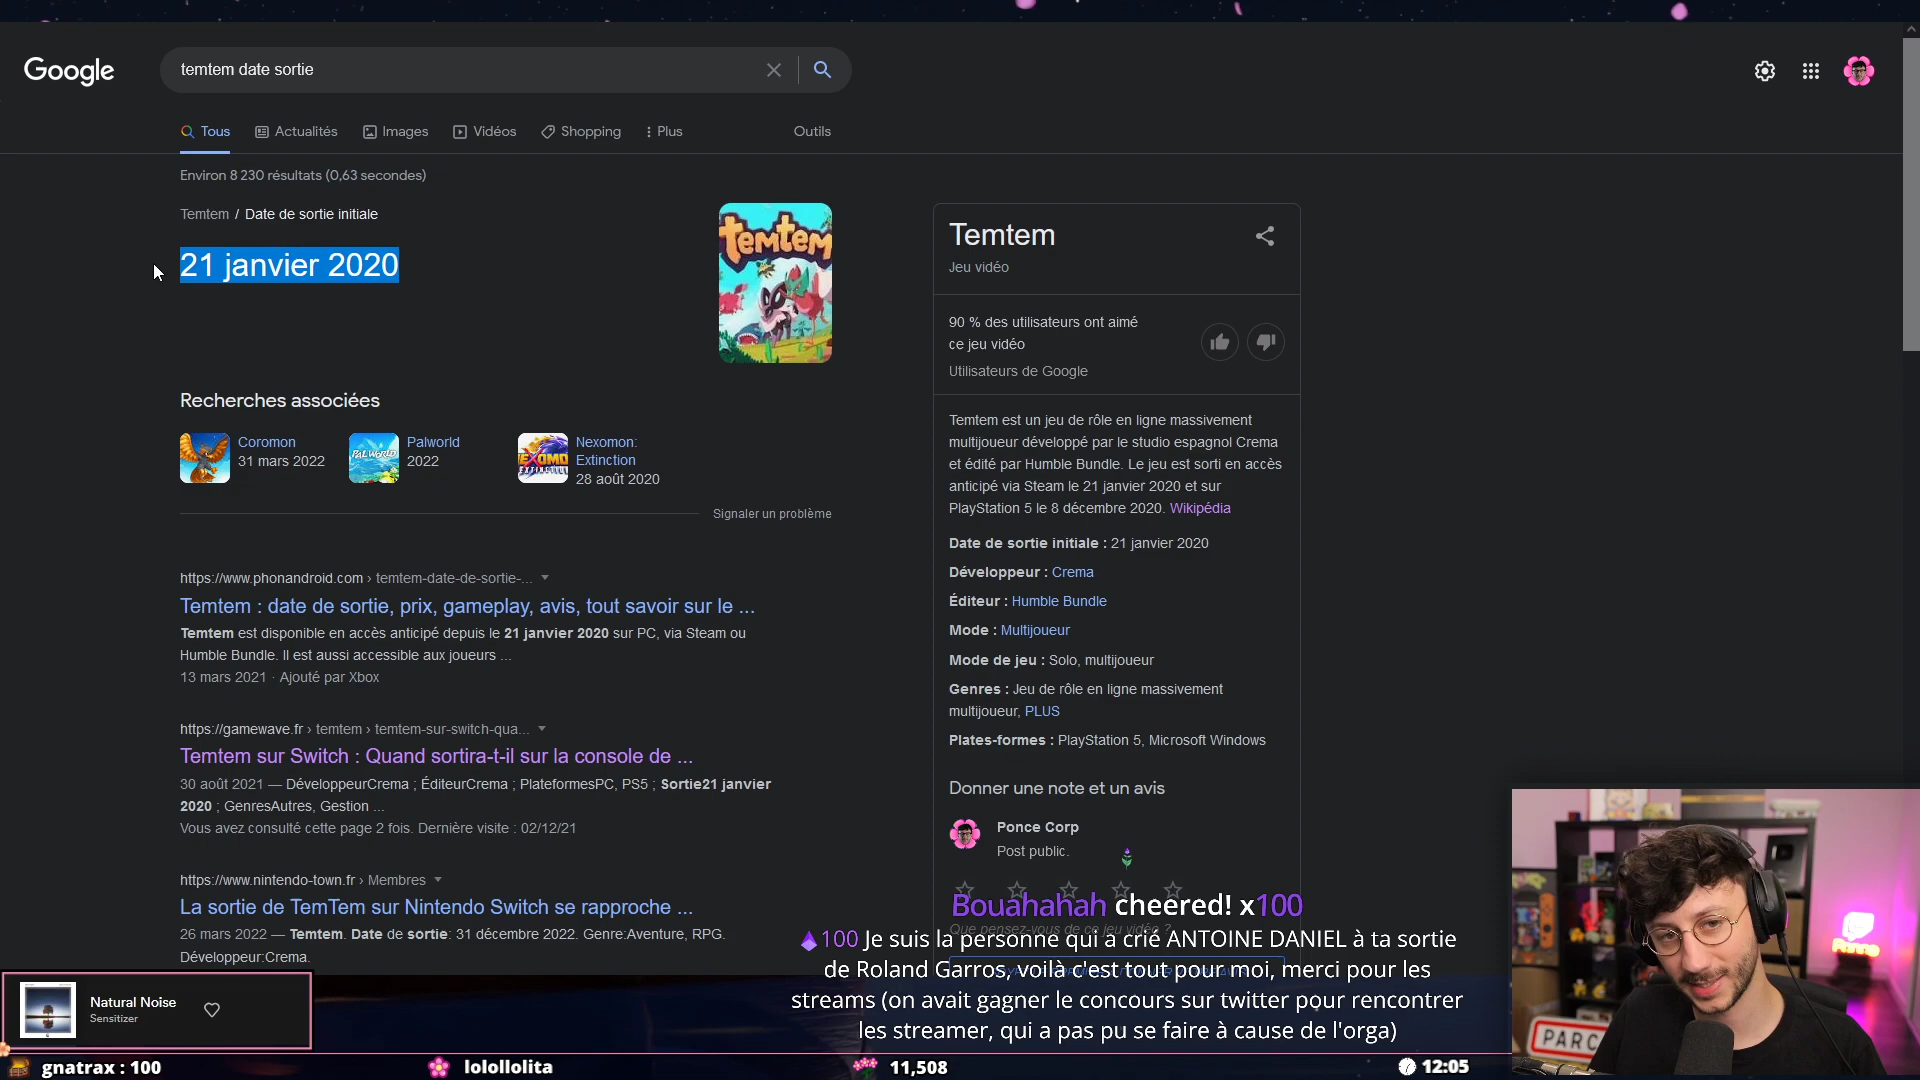 Google
temtem date sortie
Tous
Actualités
Images
Vidéos
Shopping
Plus
Outils
Environ 8 230 résultats (0,63 secondes)
Temtem / Date de sortie initiale
21 janvier 2020
temtem
Recherches associées
Coromon
31 mars 2022
PALWORLD
Palworld
2022
Nexomon:
Extinction
28 août 2020
Signaler un problème
https://www.phonandroid.com › temtem-date-de-sortie-...
Temtem : date de sortie, prix, gameplay, avis, tout savoir sur le ...
Temtem est disponible en accès anticipé depuis le 21 janvier 2020 sur PC, via Steam ou
Humble Bundle. Il est aussi accessible aux joueurs ...
13 mars 2021 · Ajouté par Xbox
https://gamewave.fr › temtem › temtem-sur-switch-qua...
Temtem sur Switch : Quand sortira-t-il sur la console de ...
30 août 2021 — DéveloppeurCrema ; ÉditeurCrema ; PlateformesPC, PS5 ; Sortie21 janvier
2020 ; GenresAutres, Gestion ...
Vous avez consulté cette page 2 fois. Dernière visite : 02/12/21
https://www.nintendo-town.fr › Membres
La sortie de TemTem sur Nintendo Switch se rapproche ...
26 mars 2022 — Temtem. Date de sortie: 31 décembre 2022. Genre:Aventure, RPG.
Développeur:Crema.
Temtem
Jeu vidéo
90 % des utilisateurs ont aimé
ce jeu vidéo
Utilisateurs de Google
Temtem est un jeu de rôle en ligne massivement
multijoueur développé par le studio espagnol Crema
et édité par Humble Bundle. Le jeu est sorti en accès
anticipé via Steam le 21 janvier 2020 et sur
PlayStation 5 le 8 décembre 2020. Wikipédia
Date de sortie initiale : 21 janvier 2020
Développeur : Crema
Éditeur : Humble Bundle
Mode : Multijoueur
Mode de jeu : Solo, multijoueur
Genres : Jeu de rôle en ligne massivement
multijoueur, PLUS
Plates-formes : PlayStation 5, Microsoft Windows
Donner une note et un avis
Ponce Corp
Post public.
Que pensez-vous de ce jeu vidéo ?
Bouahahah cheered! x100
100 Je suis la personne qui a crié ANTOINE DANIEL à ta sortie
de Roland Garros, voilà c'est tout pour moi, merci pour les
streams (on avait gagner le concours sur twitter pour rencontrer
les streamer, qui a pas pu se faire à cause de l'orga)
Natural Noise
Sensitizer
gnatrax : 100
lolollolita
11,508
12:05
PARC